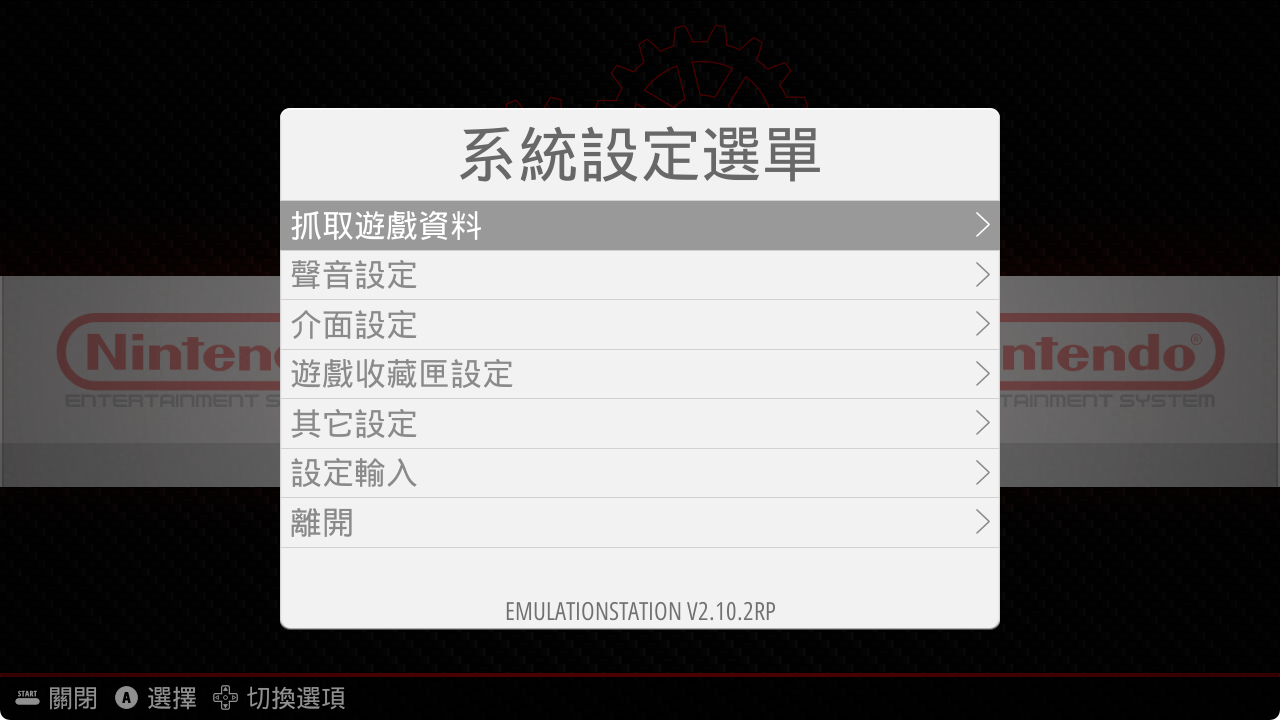 系統設定選單
抓取遊戲資料
聲音設定
介面設定
遊戲收藏匣設定
其它設定
設定輸入
離開
EMULATIONSTATION V2.10.2RP
Ninten
ENTERTAINMENT S
ntendo®
TAINMENT SYSTEM
START 關閉 A 選擇 切換選項